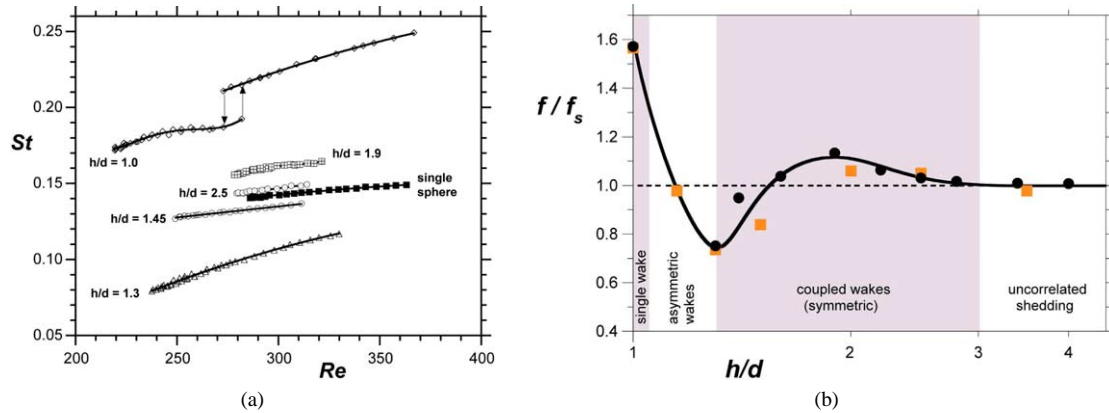 0.25
0.20
St
0.15
0.10
0.05
h/d = 1.0
h/d = 1.9
h/d = 2.5
single
sphere
h/d = 1.45
h/d = 1.3
200
250
300
350
400
Re
(a)
1.6
1.4
f / fs
1.2
1.0
0.8
0.6
0.4
single wake
asymmetric
wakes
coupled wakes
(symmetric)
uncorrelated
shedding
1
2
3
4
h/d
(b)